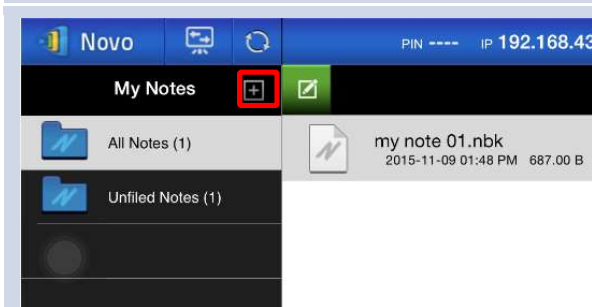 Novo PIN ---- IP 192.168.43
My Notes
All Notes (1)
Unfiled Notes (1)
my note 01.nbk
2015-11-09 01:48 PM 687.00 B